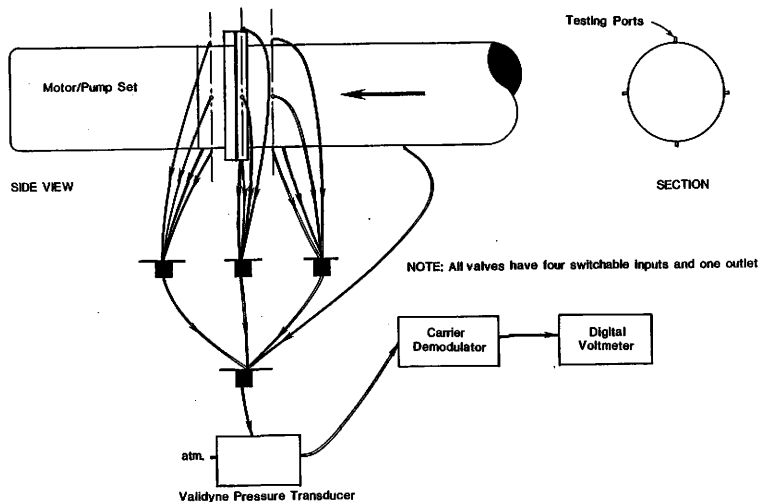 Testing Ports
Motor/Pump Set
SIDE VIEW
SECTION
NOTE: All valves have four switchable inputs and one outlet
Carrier
Demodulator
Digital
Voltmeter
atm.
Validyne Pressure Transducer